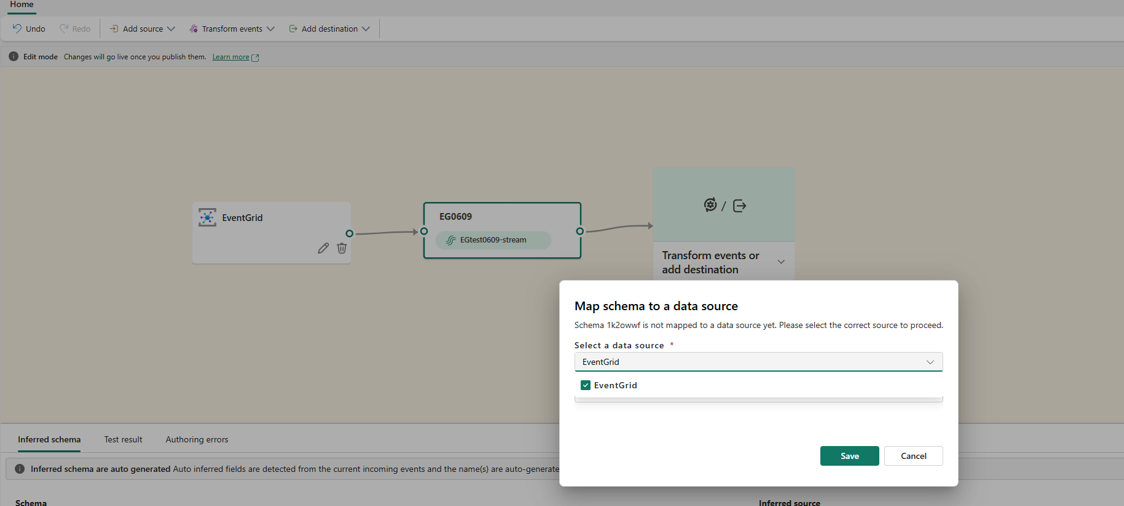 Home
Undo Redo Add source Transform events Add destination
Edit mode Changes will go live once you publish them. Learn more
EventGrid
EG0609
EGtest0609-stream
/
Transform events or
add destination
Map schema to a data source
Schema 1k2owwf is not mapped to a data source yet. Please select the correct source to proceed.
Select a data source *
EventGrid
EventGrid
Save Cancel
Inferred schema Test result Authoring errors
Inferred schema are auto generated Auto inferred fields are detected from the current incoming events and the name(s) are auto-generate
Schema Inferred source